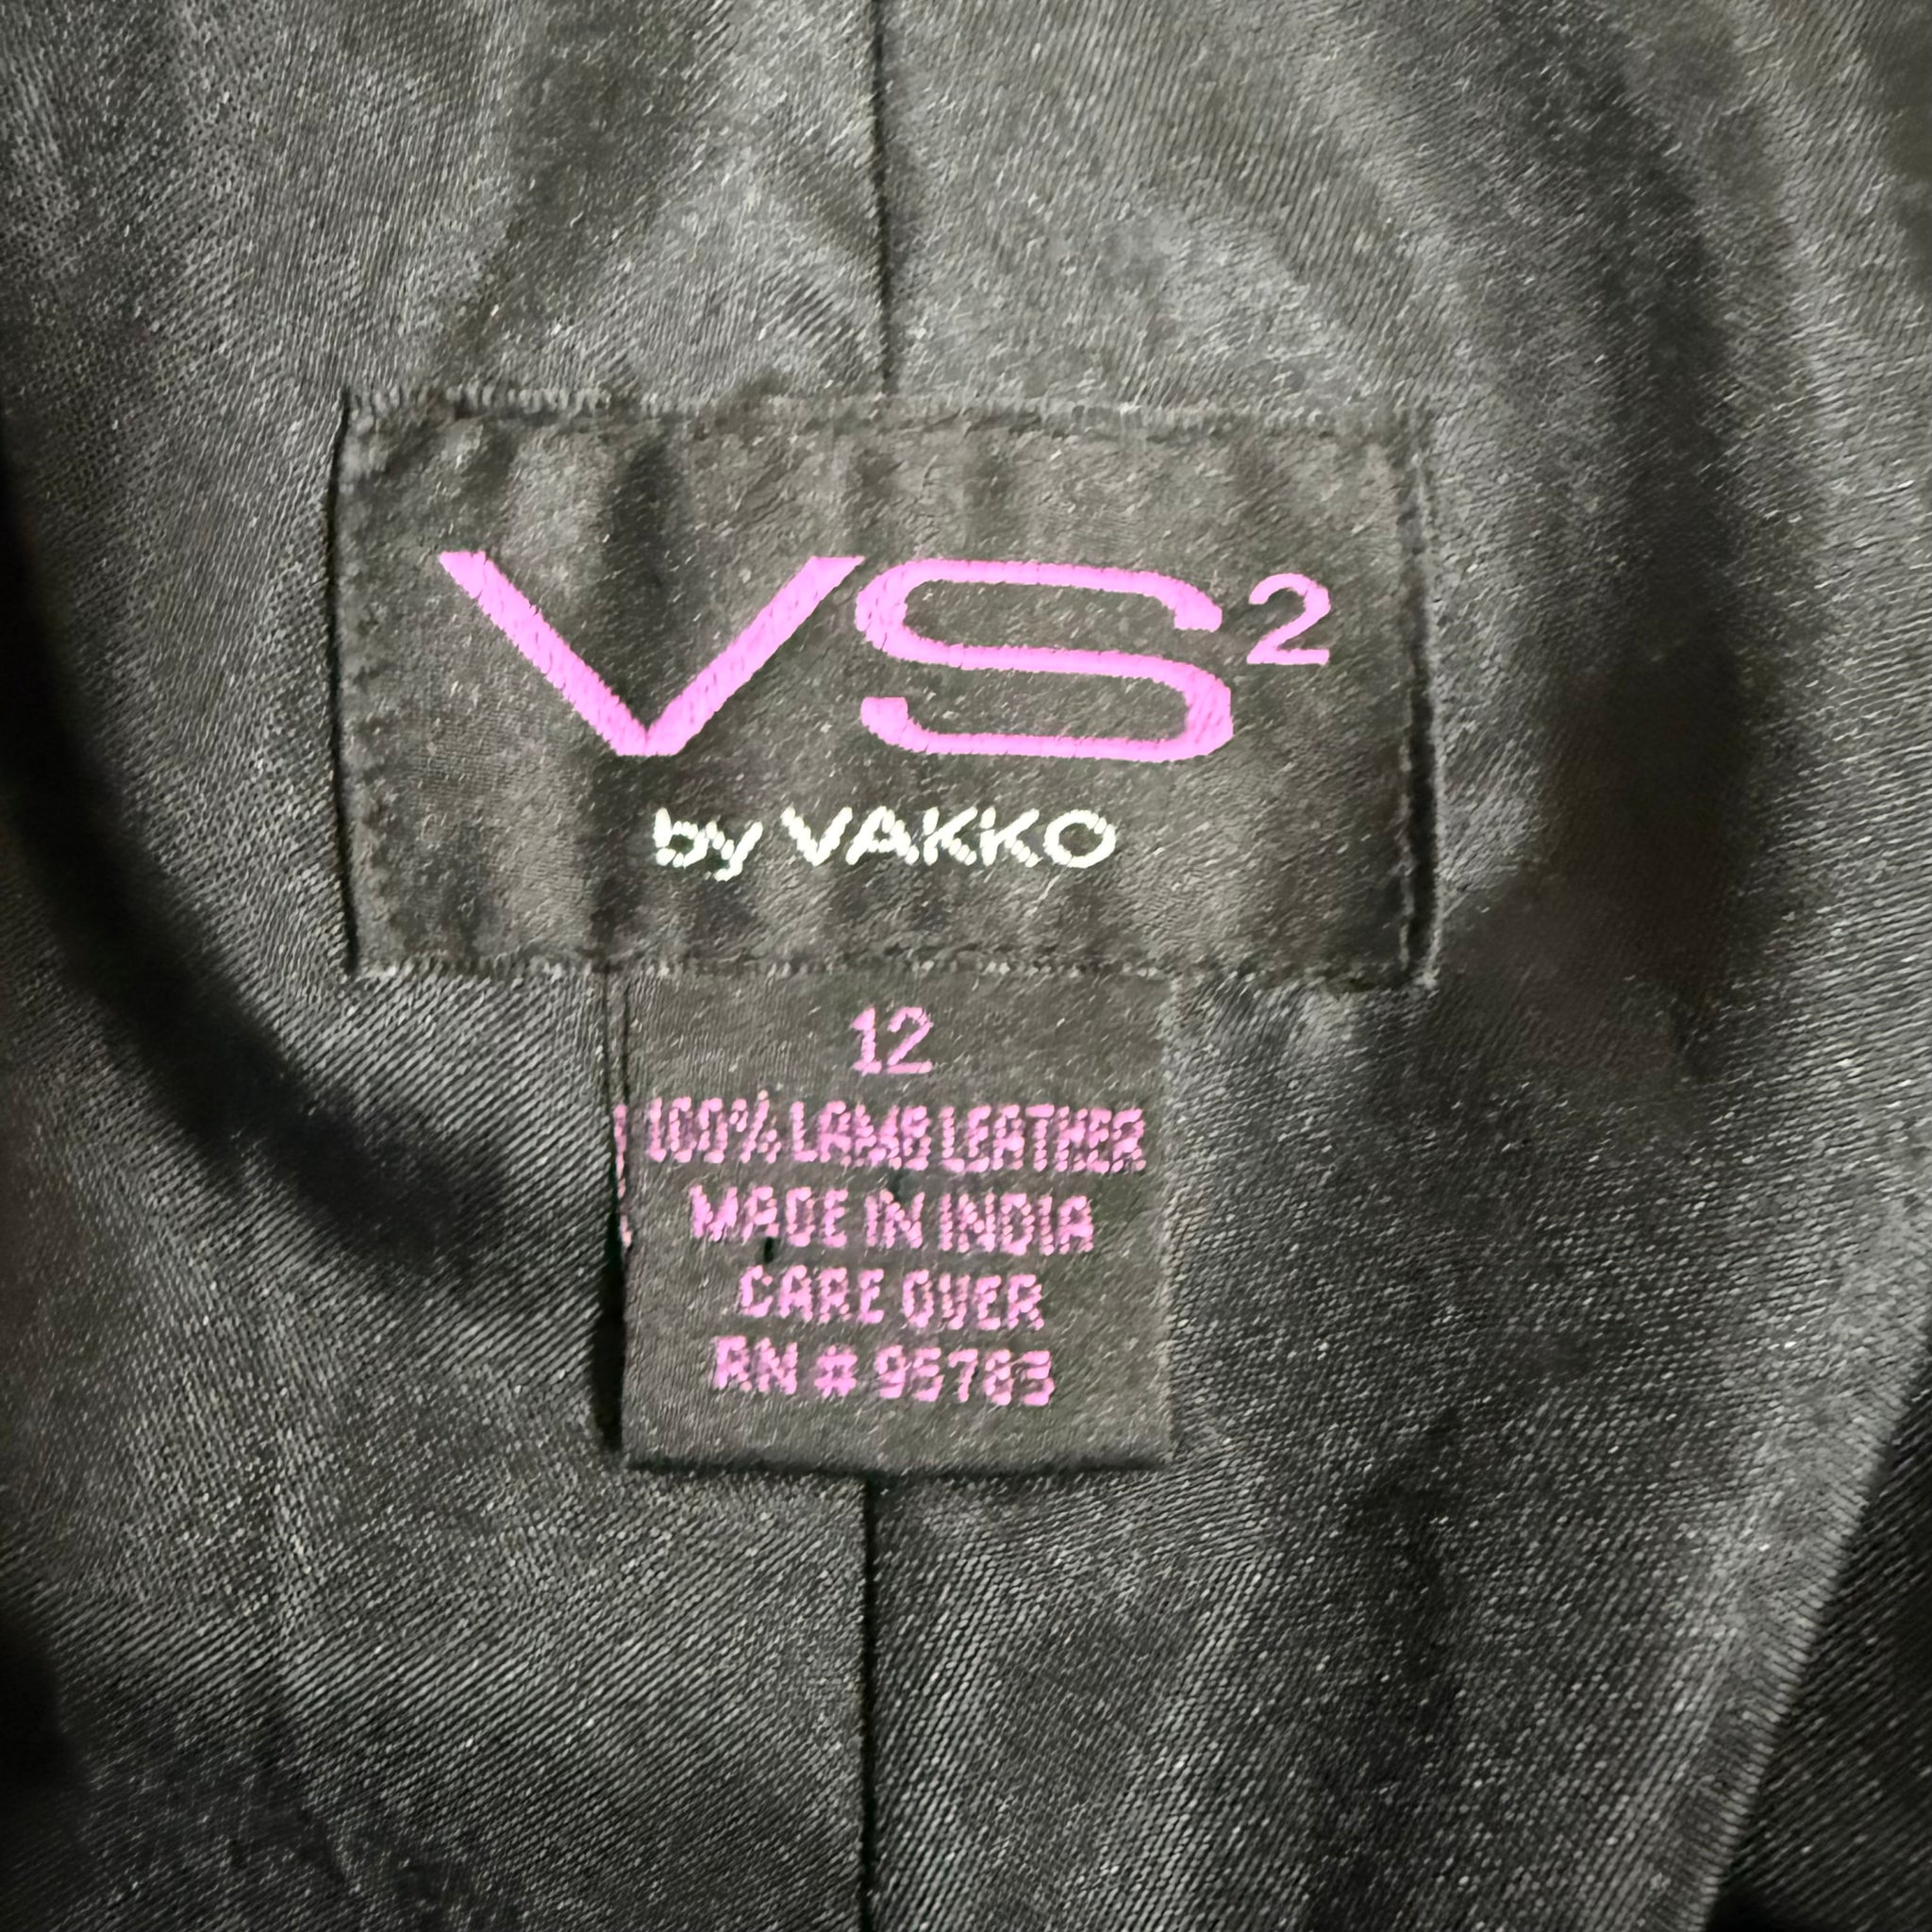 VS²
by VAKKO
12
100% LAMB LEATHER
MADE IN INDIA
CARE OVER
RN # 95783